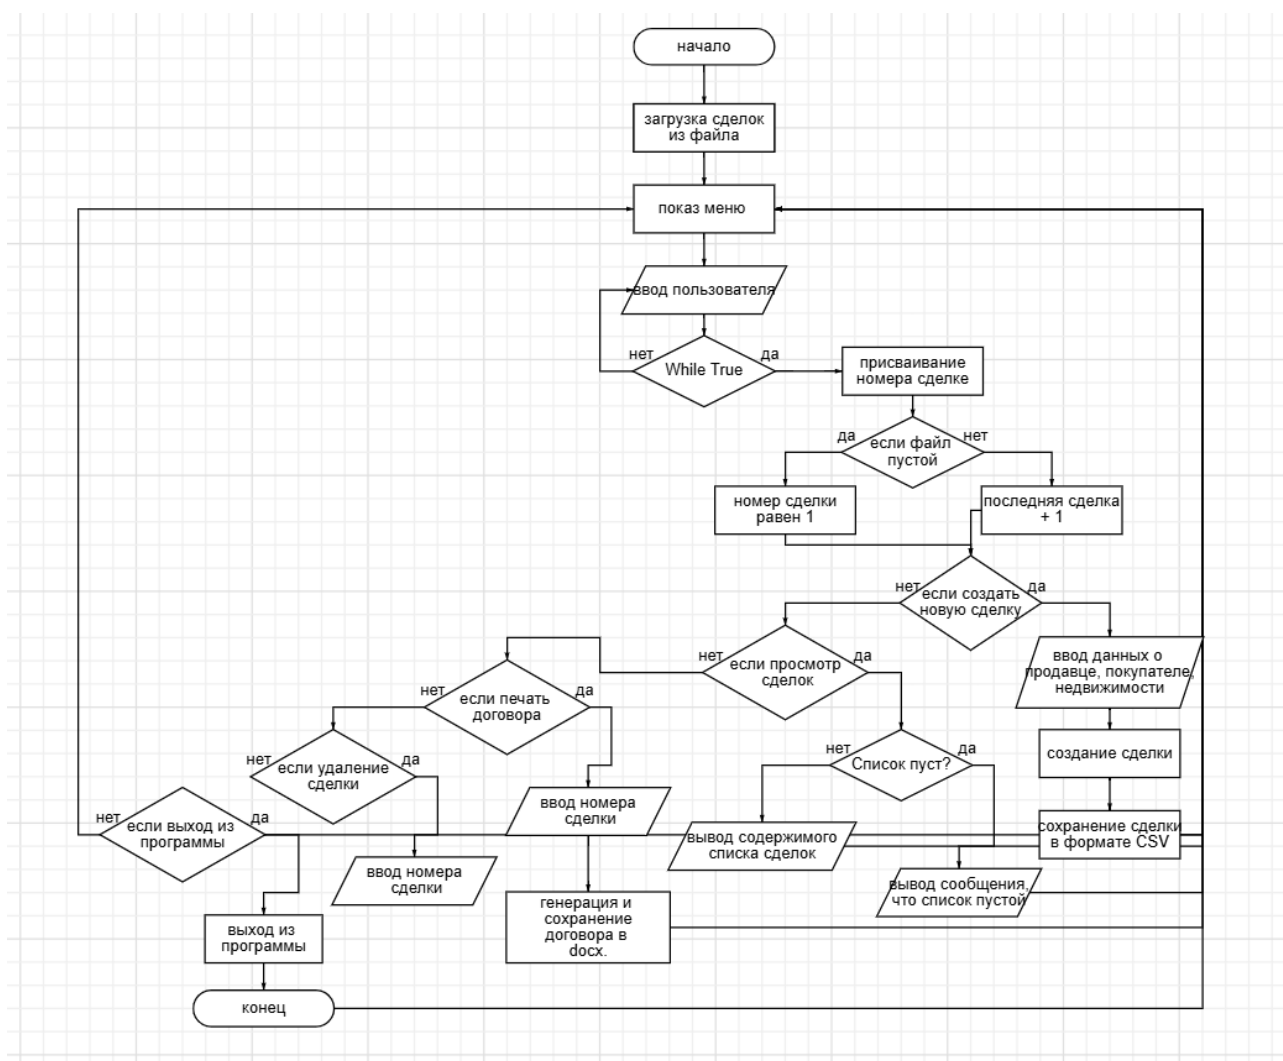 начало
загрузка сделок
из файла
показ меню
ввод пользователя
нет
да
While True
присваивание
номера сделке
да
нет
если файл
пустой
номер сделки
равен 1
последняя сделка
+ 1
нет
да
если создать
новую сделку
нет
да
если просмотр
сделок
ввод данных о
продавце, покупателе,
недвижимости
нет
да
если печать
договора
нет
да
Список пуст?
создание сделки
нет
да
если удаление
сделки
ввод номера
сделки
нет
да
если выход из
программы
вывод содержимого
списка сделок
сохранение сделки
в формате CSV
ввод номера
сделки
вывод сообщения,
что список пустой
генерация и
сохранение
договора в
docx.
выход из
программы
конец